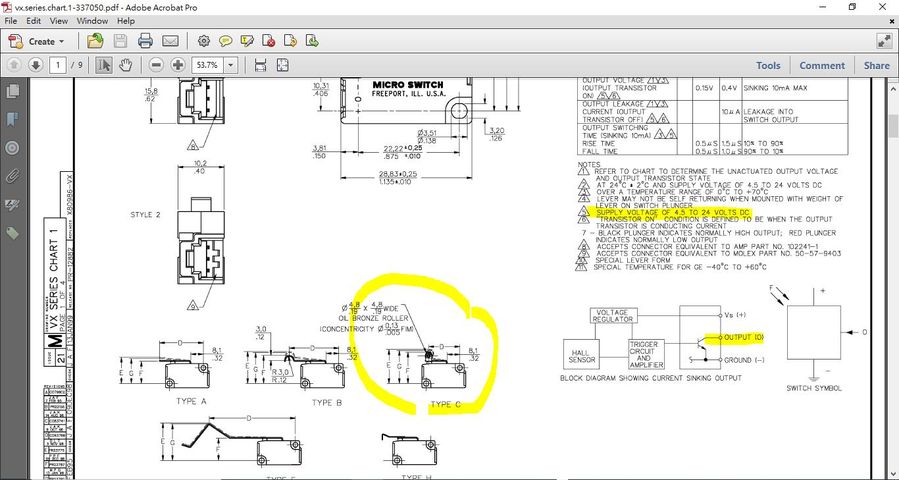 vx.series.chart.1-337050.pdf - Adobe Acrobat Pro
File Edit View Window Help
Create
1 / 9
53.7%
Tools Comment Share
15,8
.62
10,31
.406
MICRO SWITCH
FREEPORT, ILL. U.S.A.
Ø3,51
Ø.138
3,20
.126
3,81
.150
22,22 +0,25
.875 +.010
28,83±0,25
1.135±.010
8
10,2
.40
STYLE 2
9
OUTPUT VOLTAGE /1\/3\
(OUTPUT TRANSISTOR
ON) /5\/6\
0.15V 0.4V SINKING 10mA MAX
OUTPUT LEAKAGE /1\/3\
CURRENT (OUTPUT
TRANSISTOR OFF) /5\/6\
10μA LEAKAGE INTO
SWITCH OUTPUT
OUTPUT SWITCHING
TIME (SINKING 10mA) /3\/5\
RISE TIME 0.5μS 1.5μS 10% TO 90%
FALL TIME 0.5μS 1.0μS 90% TO 10%
NOTES
1 REFER TO CHART TO DETERMINE THE UNACTUATED OUTPUT VOLTAGE
AND OUTPUT TRANSISTOR STATE
2 AT 24°C ± 2°C AND SUPPLY VOLTAGE OF 4.5 TO 24 VOLTS DC
3 OVER A TEMPERATURE RANGE OF 0°C TO +70°C
4 LEVER MAY NOT BE SELF RETURNING WHEN MOUNTED WITH WEIGHT OF
LEVER ON SWITCH PLUNGER
5 SUPPLY VOLTAGE OF 4.5 TO 24 VOLTS DC
6 "TRANSISTOR ON" CONDITION IS DEFINED TO BE WHEN THE OUTPUT
TRANSISTOR IS CONDUCTING CURRENT
7 - BLACK PLUNGER INDICATES NORMALLY HIGH OUTPUT; RED PLUNGER
INDICATES NORMALLY LOW OUTPUT
8 ACCEPTS CONNECTOR EQUIVALENT TO AMP PART NO. 102241-1
9 ACCEPTS CONNECTOR EQUIVALENT TO MOLEX PART NO. 50-57-9403
10 SPECIAL LEVER FORM
11 SPECIAL TEMPERATURE FOR GE -40°C TO +60°C
Ø 4,8/.19 X 4,8/.19 WIDE
OIL BRONZE ROLLER
(CONCENTRICITY Ø 0,13/.005 FIM)
3,0
.12
D
8,1
.32
E G F
TYPE A
D
8,1
.32
E G F
R 3,0
R .12
TYPE B
D
8,1
.32
E G F
TYPE C
D
E F
TYPE H
VOLTAGE
REGULATOR
HALL
SENSOR
TRIGGER
CIRCUIT
AND
AMPLIFIER
Vs (+)
OUTPUT (O)
GROUND (-)
BLOCK DIAGRAM SHOWING CURRENT SINKING OUTPUT
F
+
O
-
SWITCH SYMBOL
M VX SERIES CHART 1
PAGE 1 OF 4
ISSUE
21